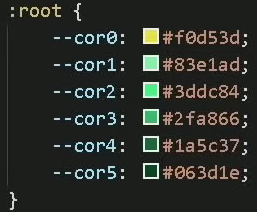 :root {
--cor0: #f0d53d;
--cor1: #83e1ad;
--cor2: #3ddc84;
--cor3: #2fa866;
--cor4: #1a5c37;
--cor5: #063d1e;
}